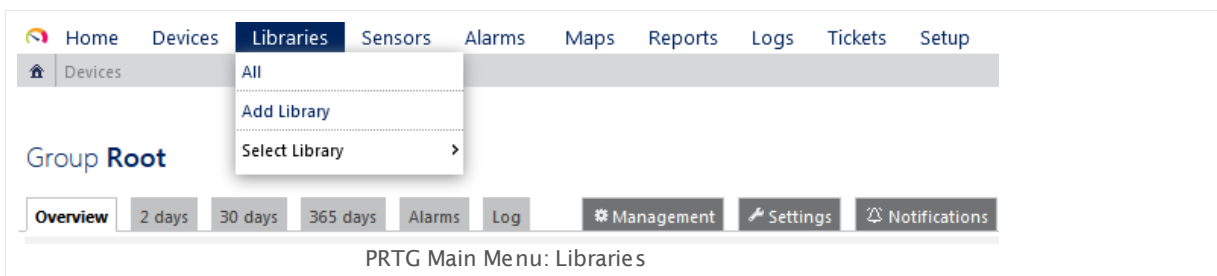 Home Devices Libraries Sensors Alarms Maps Reports Logs Tickets Setup
Devices
All
Add Library
Select Library
Group Root
Overview 2 days 30 days 365 days Alarms Log Management Settings Notifications
PRTG Main Menu: Libraries